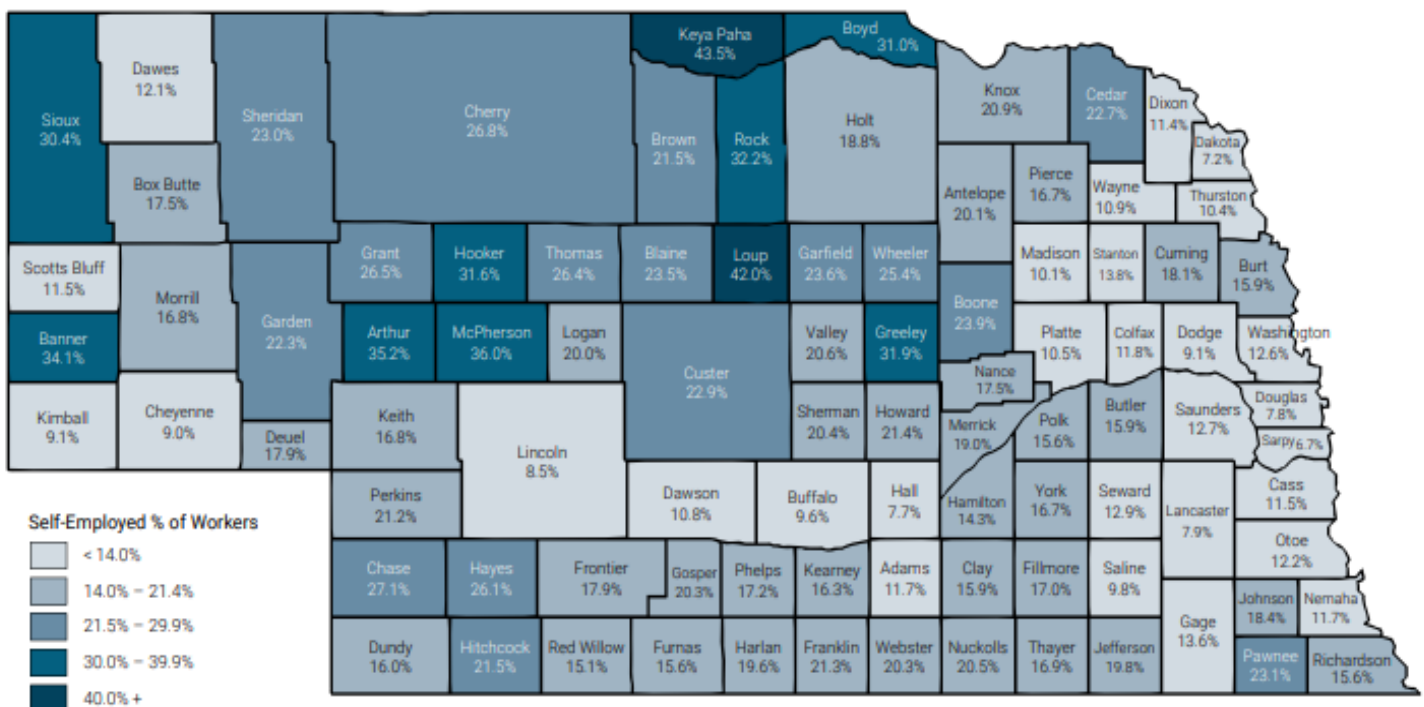 Keya Paha
43.5%
Boyd
31.0%
Dawes
12.1%
Sioux
30.4%
Sheridan
23.0%
Cherry
26.8%
Brown
21.5%
Rock
32.2%
Holt
18.8%
Knox
20.9%
Cedar
22.7%
Dixon
11.4%
Dakota
7.2%
Box Butte
17.5%
Antelope
20.1%
Pierce
16.7%
Wayne
10.9%
Thurston
10.4%
Scotts Bluff
11.5%
Morrill
16.8%
Garden
22.3%
Grant
26.5%
Hooker
31.6%
Thomas
26.4%
Blaine
23.5%
Loup
42.0%
Garfield
23.6%
Wheeler
25.4%
Boone
23.9%
Madison
10.1%
Stanton
13.8%
Cuming
18.1%
Burt
15.9%
Banner
34.1%
Arthur
35.2%
McPherson
36.0%
Logan
20.0%
Custer
22.9%
Valley
20.6%
Greeley
31.9%
Nance
17.5%
Platte
10.5%
Colfax
11.8%
Dodge
9.1%
Washington
12.6%
Kimball
9.1%
Cheyenne
9.0%
Deuel
17.9%
Keith
16.8%
Lincoln
8.5%
Sherman
20.4%
Howard
21.4%
Merrick
19.0%
Polk
15.6%
Butler
15.9%
Saunders
12.7%
Douglas
7.8%
Sarpy 6.7%
Perkins
21.2%
Dawson
10.8%
Buffalo
9.6%
Hall
7.7%
Hamilton
14.3%
York
16.7%
Seward
12.9%
Lancaster
7.9%
Cass
11.5%
Otoe
12.2%
Chase
27.1%
Hayes
26.1%
Frontier
17.9%
Gosper
20.3%
Phelps
17.2%
Kearney
16.3%
Adams
11.7%
Clay
15.9%
Fillmore
17.0%
Saline
9.8%
Gage
13.6%
Johnson
18.4%
Nemaha
11.7%
Dundy
16.0%
Hitchcock
21.5%
Red Willow
15.1%
Furnas
15.6%
Harlan
19.6%
Franklin
21.3%
Webster
20.3%
Nuckolls
20.5%
Thayer
16.9%
Jefferson
19.8%
Pawnee
23.1%
Richardson
15.6%
Self-Employed % of Workers
< 14.0%
14.0% – 21.4%
21.5% – 29.9%
30.0% – 39.9%
40.0% +